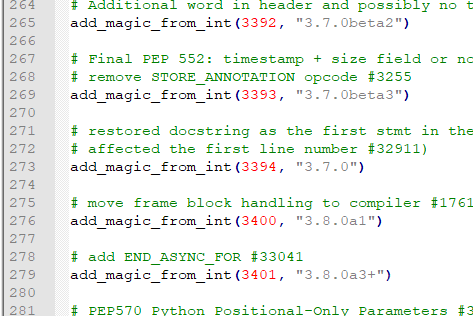 264 # Additional word in header and possibly no t
265 add_magic_from_int(3392, "3.7.0beta2")
266
267 # Final PEP 552: timestamp + size field or no
268 # remove STORE_ANNOTATION opcode #3255
269 add_magic_from_int(3393, "3.7.0beta3")
270
271 # restored docstring as the first stmt in the
272 # affected the first line number #32911)
273 add_magic_from_int(3394, "3.7.0")
274
275 # move frame block handling to compiler #1761
276 add_magic_from_int(3400, "3.8.0a1")
277
278 # add END_ASYNC_FOR #33041
279 add_magic_from_int(3401, "3.8.0a3+")
280
281 # PEP570 Python Positional-Only Parameters #3